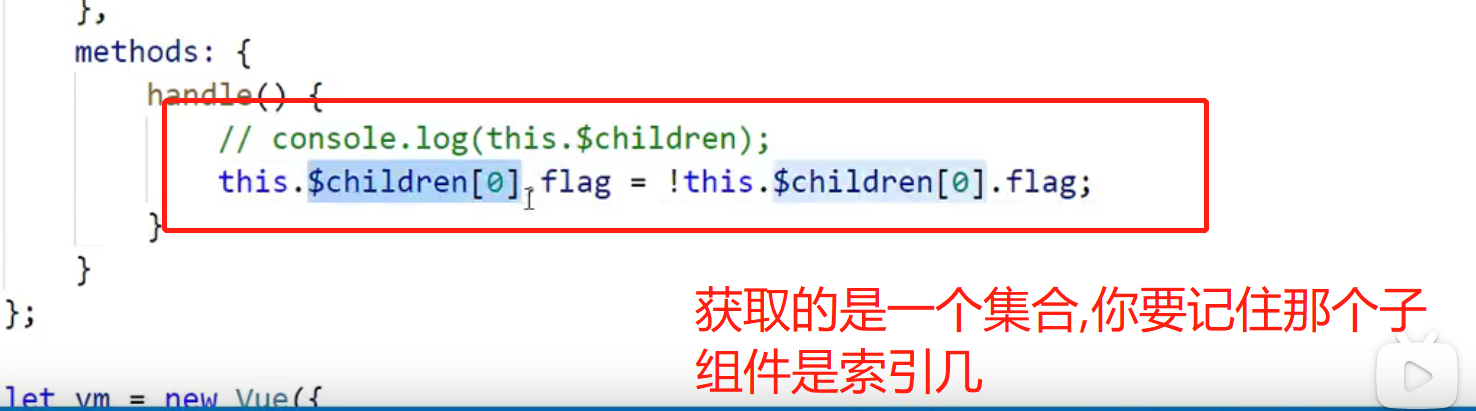 },
methods: {
handle() {
// console.log(this.$children);
this.$children[0].flag = !this.$children[0].flag;
}
}
};
获取的是一个集合,你要记住那个子
组件是索引几
let vm = new Vue({